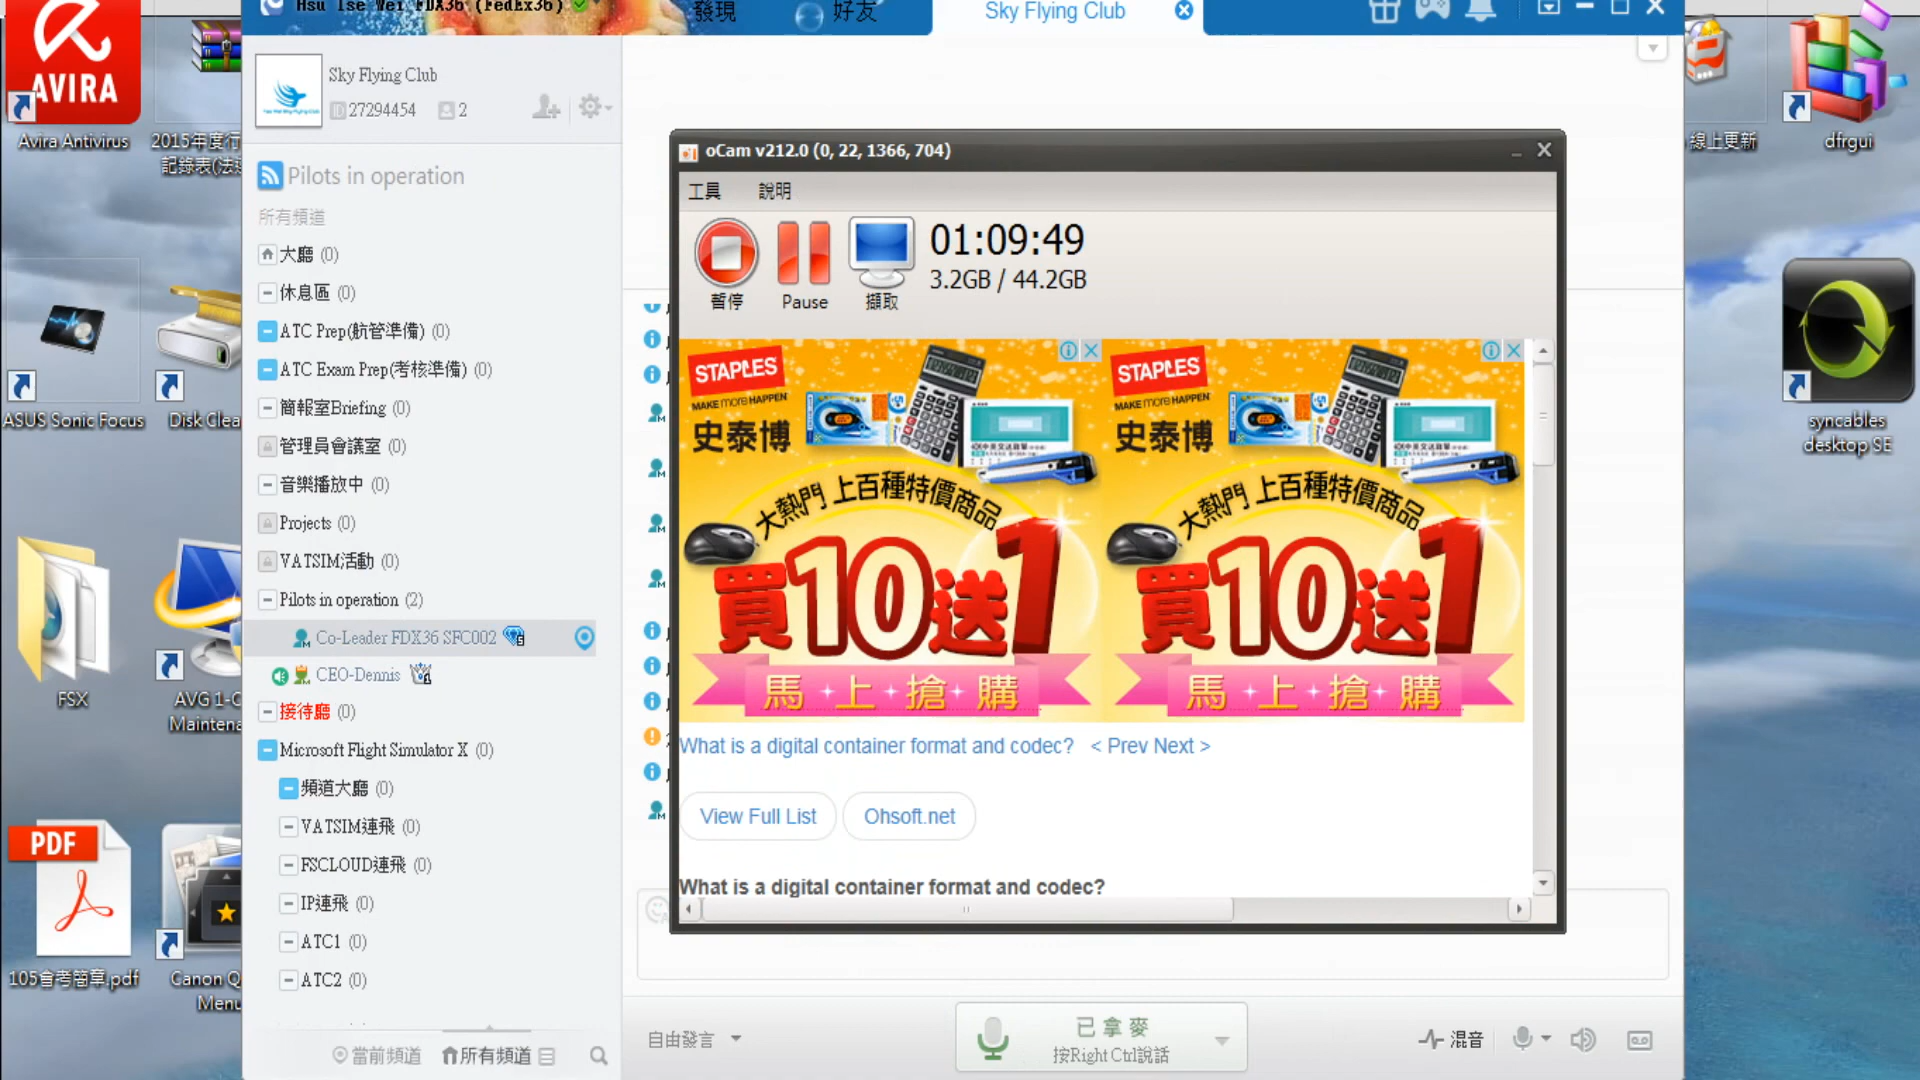 Hsu Tse Wei FDX36 (FedEx36)
發現
好友
Sky Flying Club
AVIRA
Avira Antivirus
2015年度行
記錄表(法
Sky Flying Club
27294454
2
Pilots in operation
所有頻道
大廳 (0)
休息區 (0)
ATC Prep(航管準備) (0)
ATC Exam Prep(考核準備) (0)
簡報室Briefing (0)
管理員會議室 (0)
音樂播放中 (0)
Projects (0)
VATSIM活動 (0)
Pilots in operation (2)
Co-Leader FDX36 SFC002
CEO-Dennis
接待廳 (0)
Microsoft Flight Simulator X (0)
頻道大廳 (0)
VATSIM連飛 (0)
FSCLOUD連飛 (0)
IP連飛 (0)
ATC1 (0)
ATC2 (0)
當前頻道
所有頻道
ASUS Sonic Focus
Disk Clea
FSX
AVG 1-C
Maintena
PDF
105會考簡章.pdf
Canon Q
Menu
oCam v212.0 (0, 22, 1366, 704)
工具
說明
暫停
Pause
擷取
01:09:49
3.2GB / 44.2GB
STAPLES
MAKE more HAPPEN
史泰博
大熱門 上百種特價商品
買10送1
馬上搶購
STAPLES
MAKE more HAPPEN
史泰博
大熱門 上百種特價商品
買10送1
馬上搶購
What is a digital container format and codec? < Prev Next >
View Full List
Ohsoft.net
What is a digital container format and codec?
自由發言
已拿麥
按Right Ctrl說話
混音
線上更新
dfrgui
syncables
desktop SE